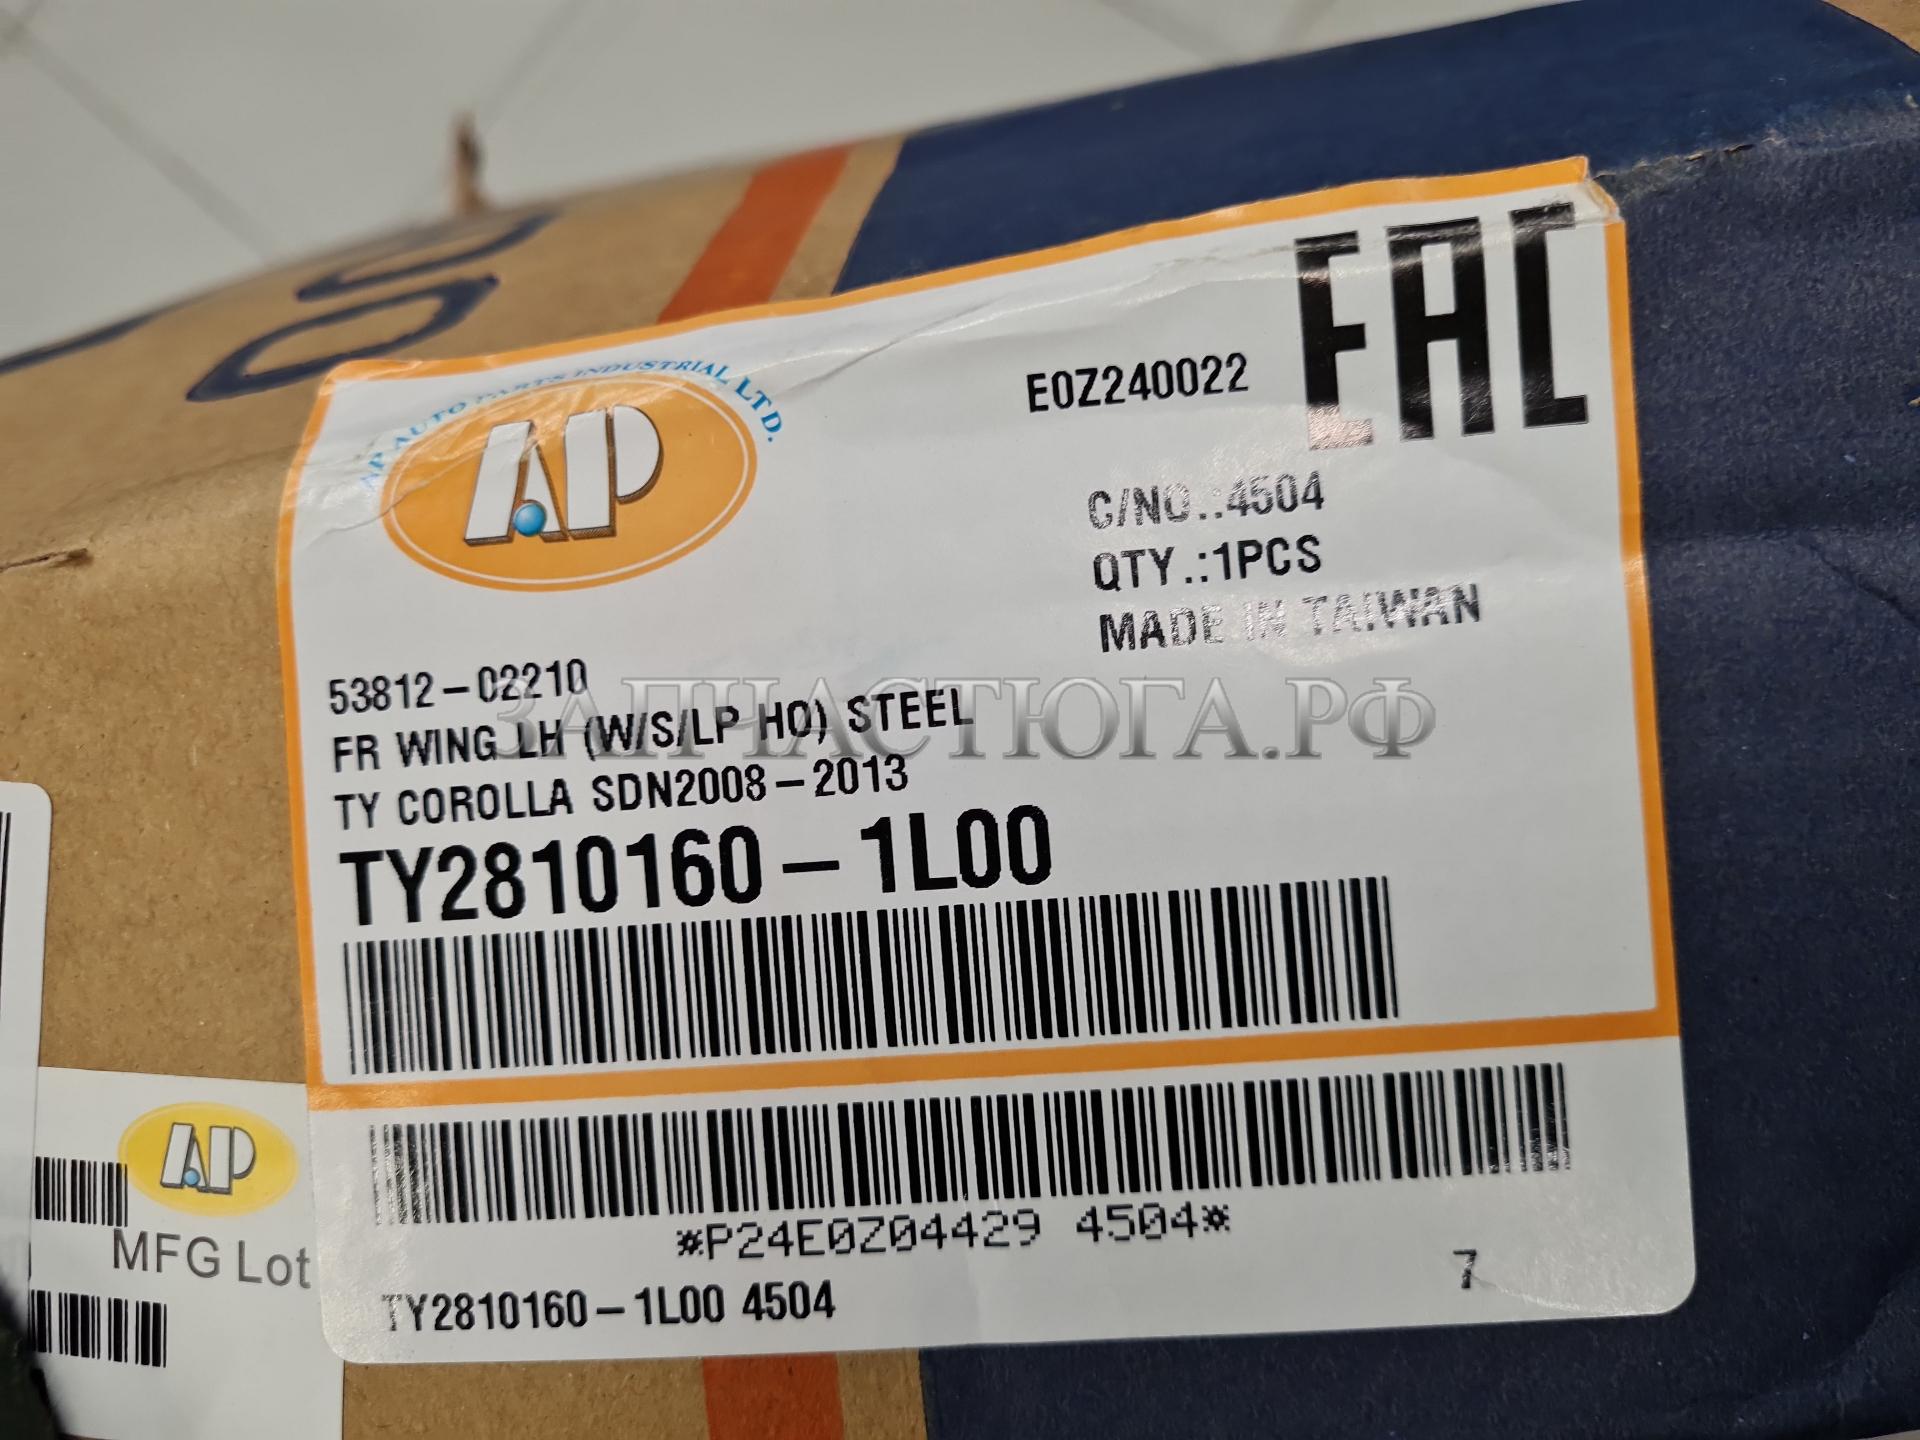 AP AUTO PARTS INDUSTRIAL LTD.
AP
E0Z240022
EAC
C/NO.:4504
QTY.:1PCS
MADE IN TAIWAN
53812-02210
FR WING LH (W/S/LP HO) STEEL
TY COROLLA SDN2008-2013
ЗАПЧАСТЮГА.РФ
TY2810160-1L00
*P24E0Z04429 4504*
TY2810160-1L00 4504
7
AP
MFG Lot